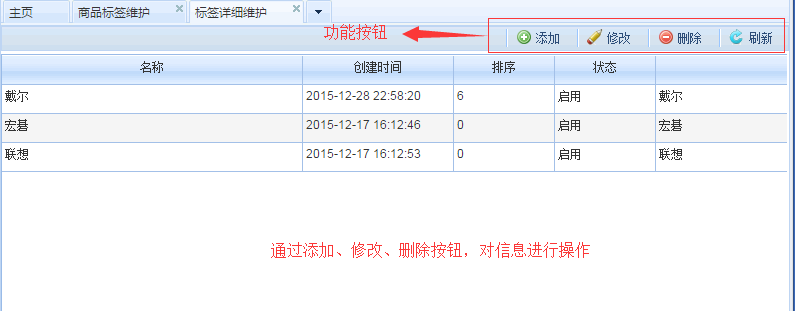 主页 商品标签维护 标签详细维护
功能按钮 添加 修改 删除 刷新
名称 创建时间 排序 状态
戴尔 2015-12-28 22:58:20 6 启用 戴尔
宏碁 2015-12-17 16:12:46 0 启用 宏碁
联想 2015-12-17 16:12:53 0 启用 联想
通过添加、修改、删除按钮，对信息进行操作